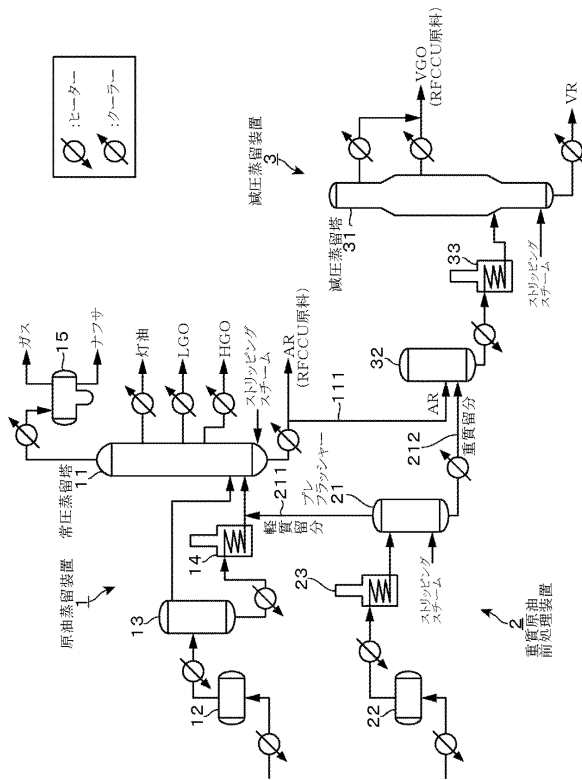 :ヒーター
:クーラー
原油蒸留装置
1
常圧蒸留塔
11
12
13
14
15
ガス
ナフサ
灯油
LGO
HGO
ストリッピング
スチーム
AR
(RFCCU原料)
111
211
軽質
留分
プレ
フラッシャー
21
22
23
ストリッピング
スチーム
2
重質原油
前処理装置
212
重質留分
AR
32
33
減圧蒸留装置
3
減圧蒸留塔
31
ストリッピング
スチーム
VGO
(RFCCU原料)
VR